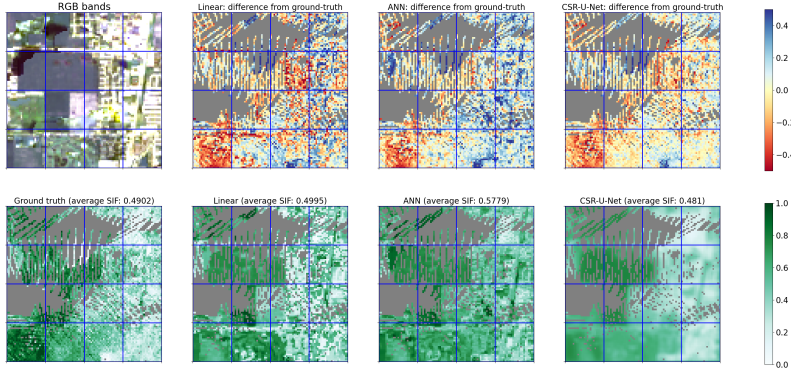 RGB bands
Linear: difference from ground-truth
ANN: difference from ground-truth
CSR-U-Net: difference from ground-truth
0.4
0.2
0.0
−0.
−0.
Ground truth (average SIF: 0.4902)
Linear (average SIF: 0.4995)
ANN (average SIF: 0.5779)
CSR-U-Net (average SIF: 0.481)
1.0
0.8
0.6
0.4
0.2
0.0